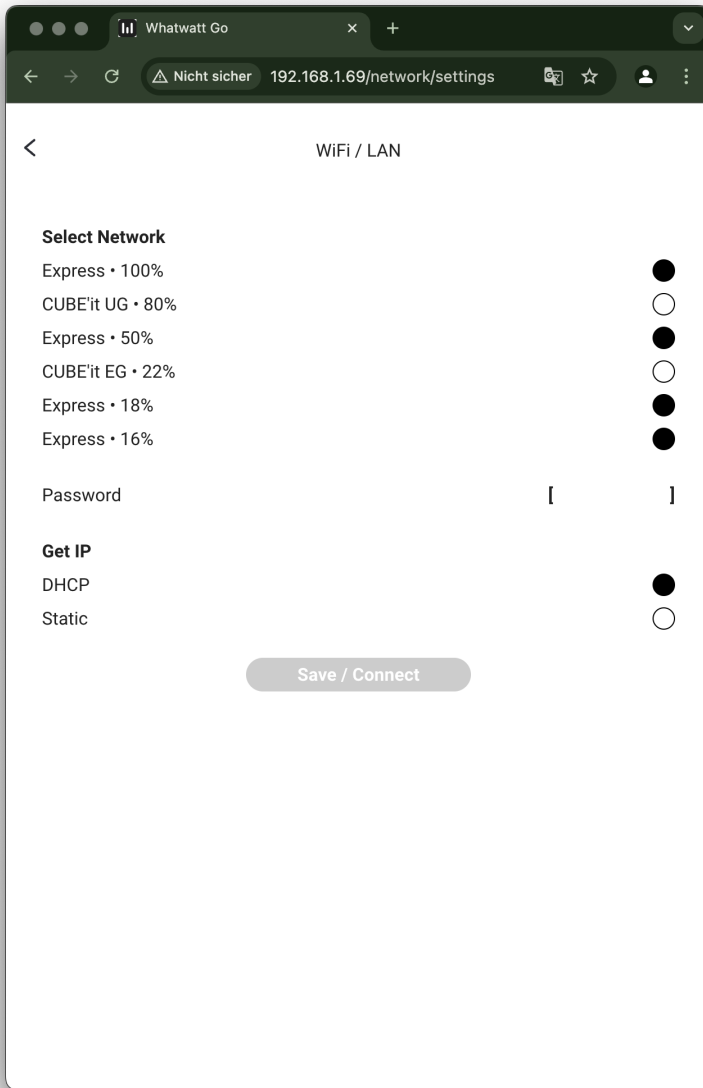 Whatwatt Go
Nicht sicher 192.168.1.69/network/settings
WiFi / LAN
Select Network
Express • 100%
CUBE'it UG • 80%
Express • 50%
CUBE'it EG • 22%
Express • 18%
Express • 16%
Password [ ]
Get IP
DHCP
Static
Save / Connect